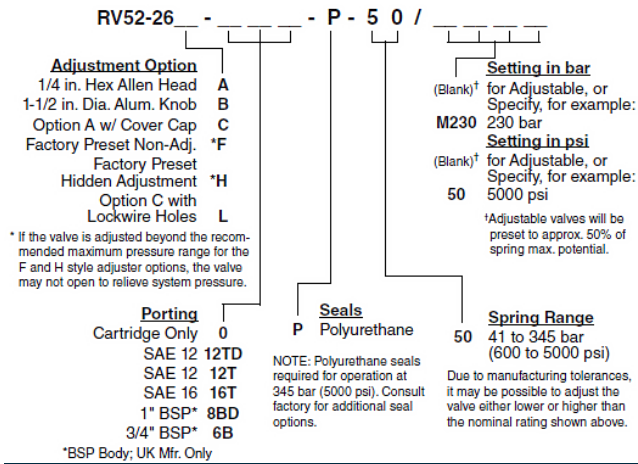 RV52-26__ - __ __ __ - P - 5 0 / __ __ __ __
Adjustment Option
1/4 in. Hex Allen Head A
1-1/2 in. Dia. Alum. Knob B
Option A w/ Cover Cap C
Factory Preset Non-Adj. *F
Factory Preset
Hidden Adjustment *H
Option C with
Lockwire Holes L
* If the valve is adjusted beyond the recom-
mended maximum pressure range for the
F and H style adjuster options, the valve
may not open to relieve system pressure.
Porting
Cartridge Only 0
SAE 12 12TD
SAE 12 12T
SAE 16 16T
1" BSP* 8BD
3/4" BSP* 6B
*BSP Body; UK Mfr. Only
Seals
P Polyurethane
NOTE: Polyurethane seals
required for operation at
345 bar (5000 psi). Consult
factory for additional seal
options.
Setting in bar
(Blank)† for Adjustable, or
Specify, for example:
M230 230 bar
Setting in psi
(Blank)† for Adjustable, or
Specify, for example:
50 5000 psi
†Adjustable valves will be
preset to approx. 50% of
spring max. potential.
Spring Range
50 41 to 345 bar
(600 to 5000 psi)
Due to manufacturing tolerances,
it may be possible to adjust the
valve either lower or higher than
the nominal rating shown above.